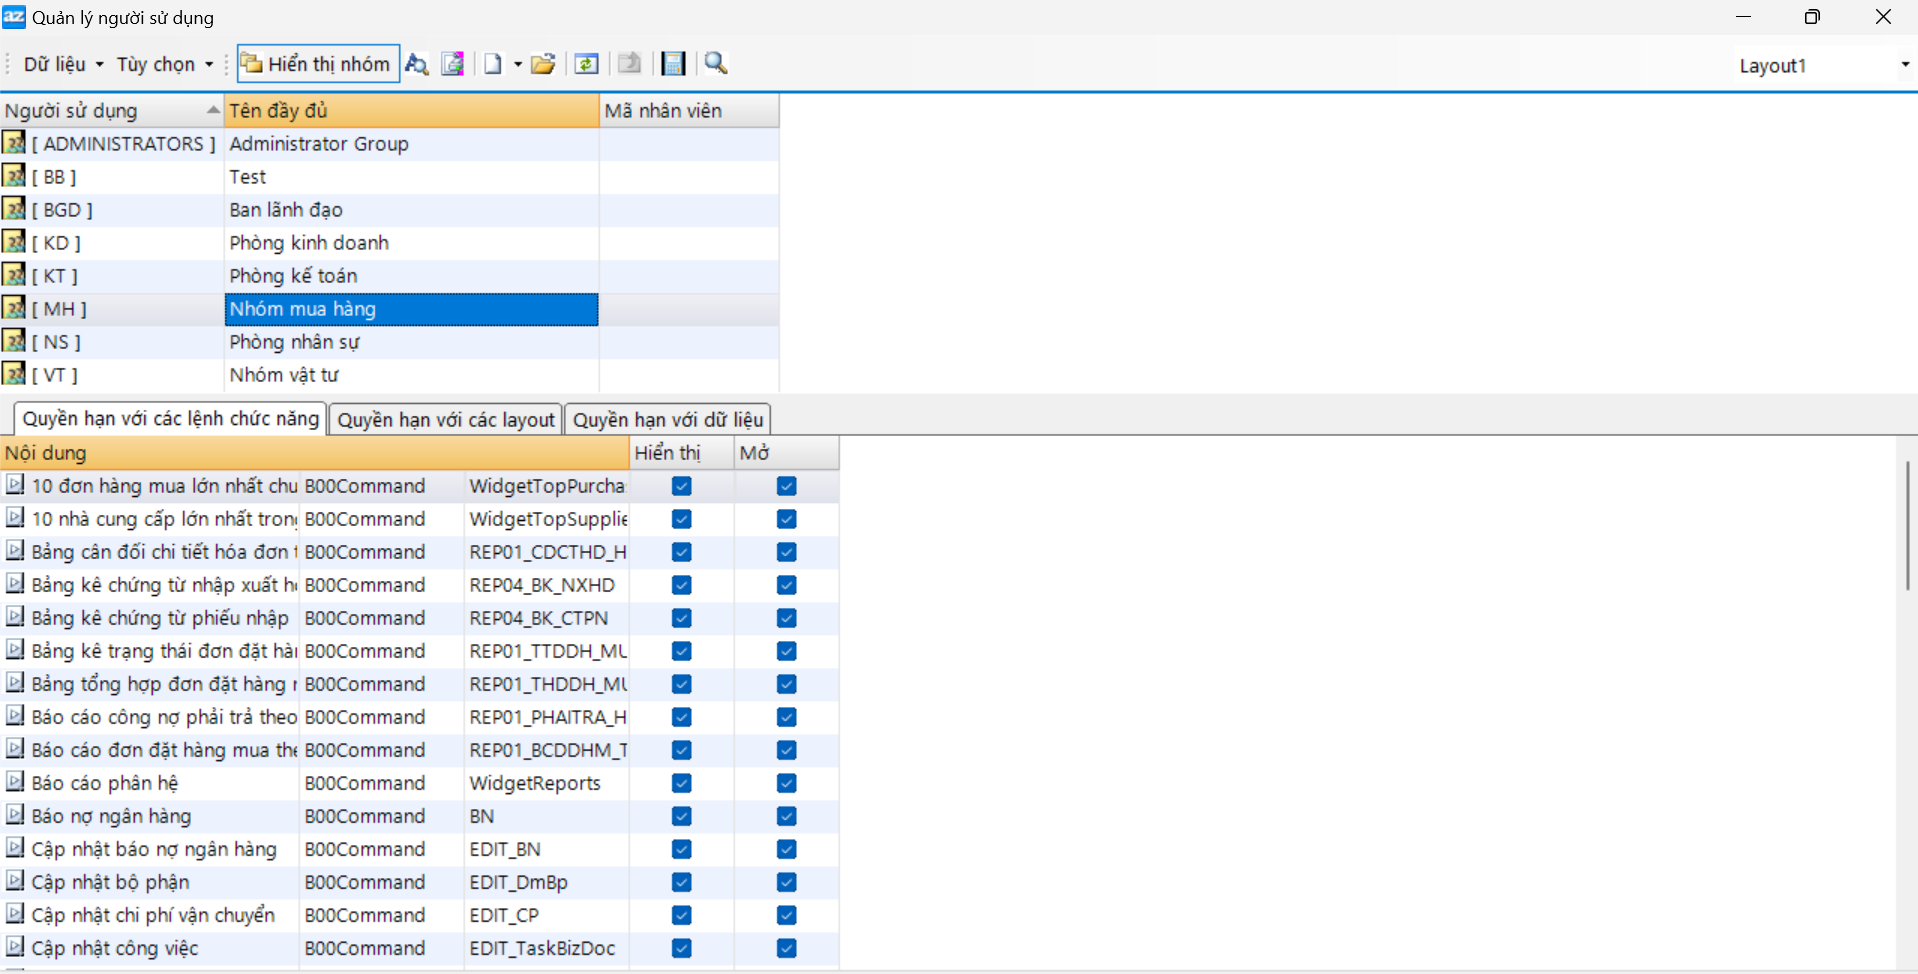 az Quản lý người sử dụng
Dữ liệu Tùy chọn Hiển thị nhóm Layout1
Người sử dụng Tên đầy đủ Mã nhân viên
[ ADMINISTRATORS ] Administrator Group
[ BB ] Test
[ BGD ] Ban lãnh đạo
[ KD ] Phòng kinh doanh
[ KT ] Phòng kế toán
[ MH ] Nhóm mua hàng
[ NS ] Phòng nhân sự
[ VT ] Nhóm vật tư
Quyền hạn với các lệnh chức năng Quyền hạn với các layout Quyền hạn với dữ liệu
Nội dung Hiển thị Mở
10 đơn hàng mua lớn nhất chu B00Command WidgetTopPurcha
10 nhà cung cấp lớn nhất tron B00Command WidgetTopSupplie
Bảng cân đối chi tiết hóa đơn B00Command REP01_CDCTHD_H
Bảng kê chứng từ nhập xuất B00Command REP04_BK_NXHD
Bảng kê chứng từ phiếu nhập B00Command REP04_BK_CTPN
Bảng kê trạng thái đơn đặt hàn B00Command REP01_TTDDH_MU
Bảng tổng hợp đơn đặt hàng B00Command REP01_THDDH_MU
Báo cáo công nợ phải trả theo B00Command REP01_PHAITRA_H
Báo cáo đơn đặt hàng mua the B00Command REP01_BCDDHM_T
Báo cáo phân hệ B00Command WidgetReports
Báo nợ ngân hàng B00Command BN
Cập nhật báo nợ ngân hàng B00Command EDIT_BN
Cập nhật bộ phận B00Command EDIT_DmBp
Cập nhật chi phí vận chuyển B00Command EDIT_CP
Cập nhật công việc B00Command EDIT_TaskBizDoc